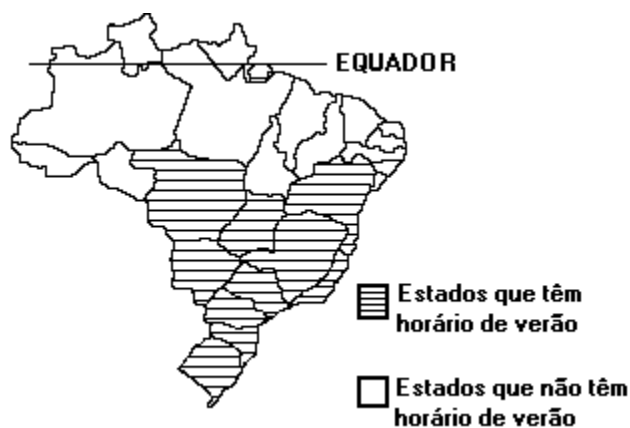 EQUADOR
Estados que têm
horário de verão
Estados que não têm
horário de verão